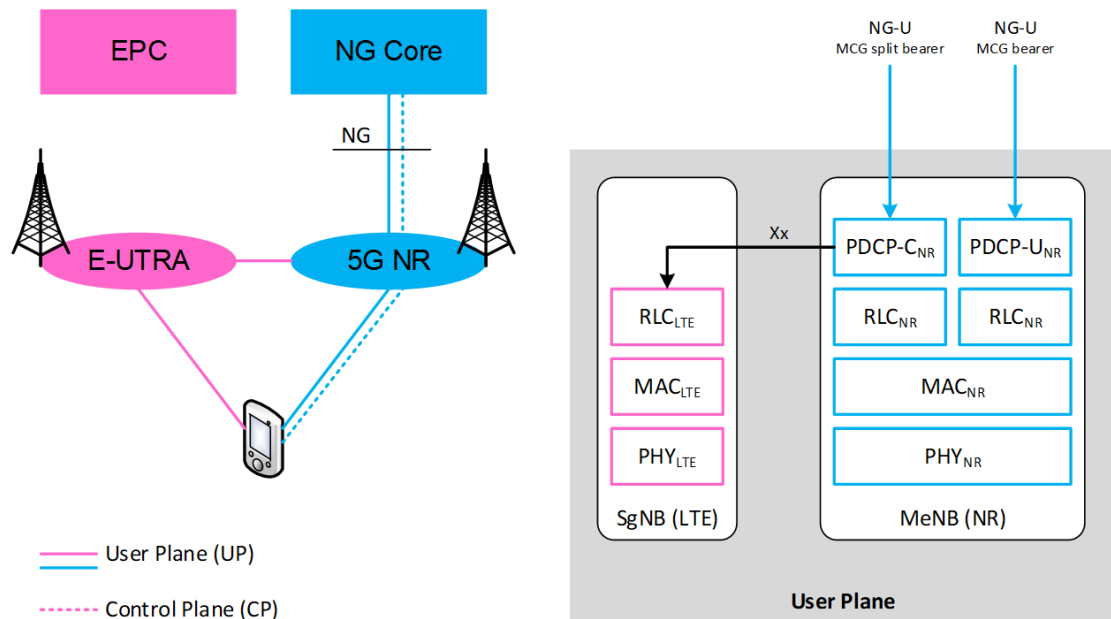 EPC
NG Core
NG
E-UTRA
5G NR
User Plane (UP)
Control Plane (CP)
NG-U
MCG split bearer
NG-U
MCG bearer
Xx
PDCP-CNR
PDCP-UNR
RLCLTE
RLCNR
RLCNR
MACLTE
MACNR
PHYLTE
PHYNR
SgNB (LTE)
MeNB (NR)
User Plane